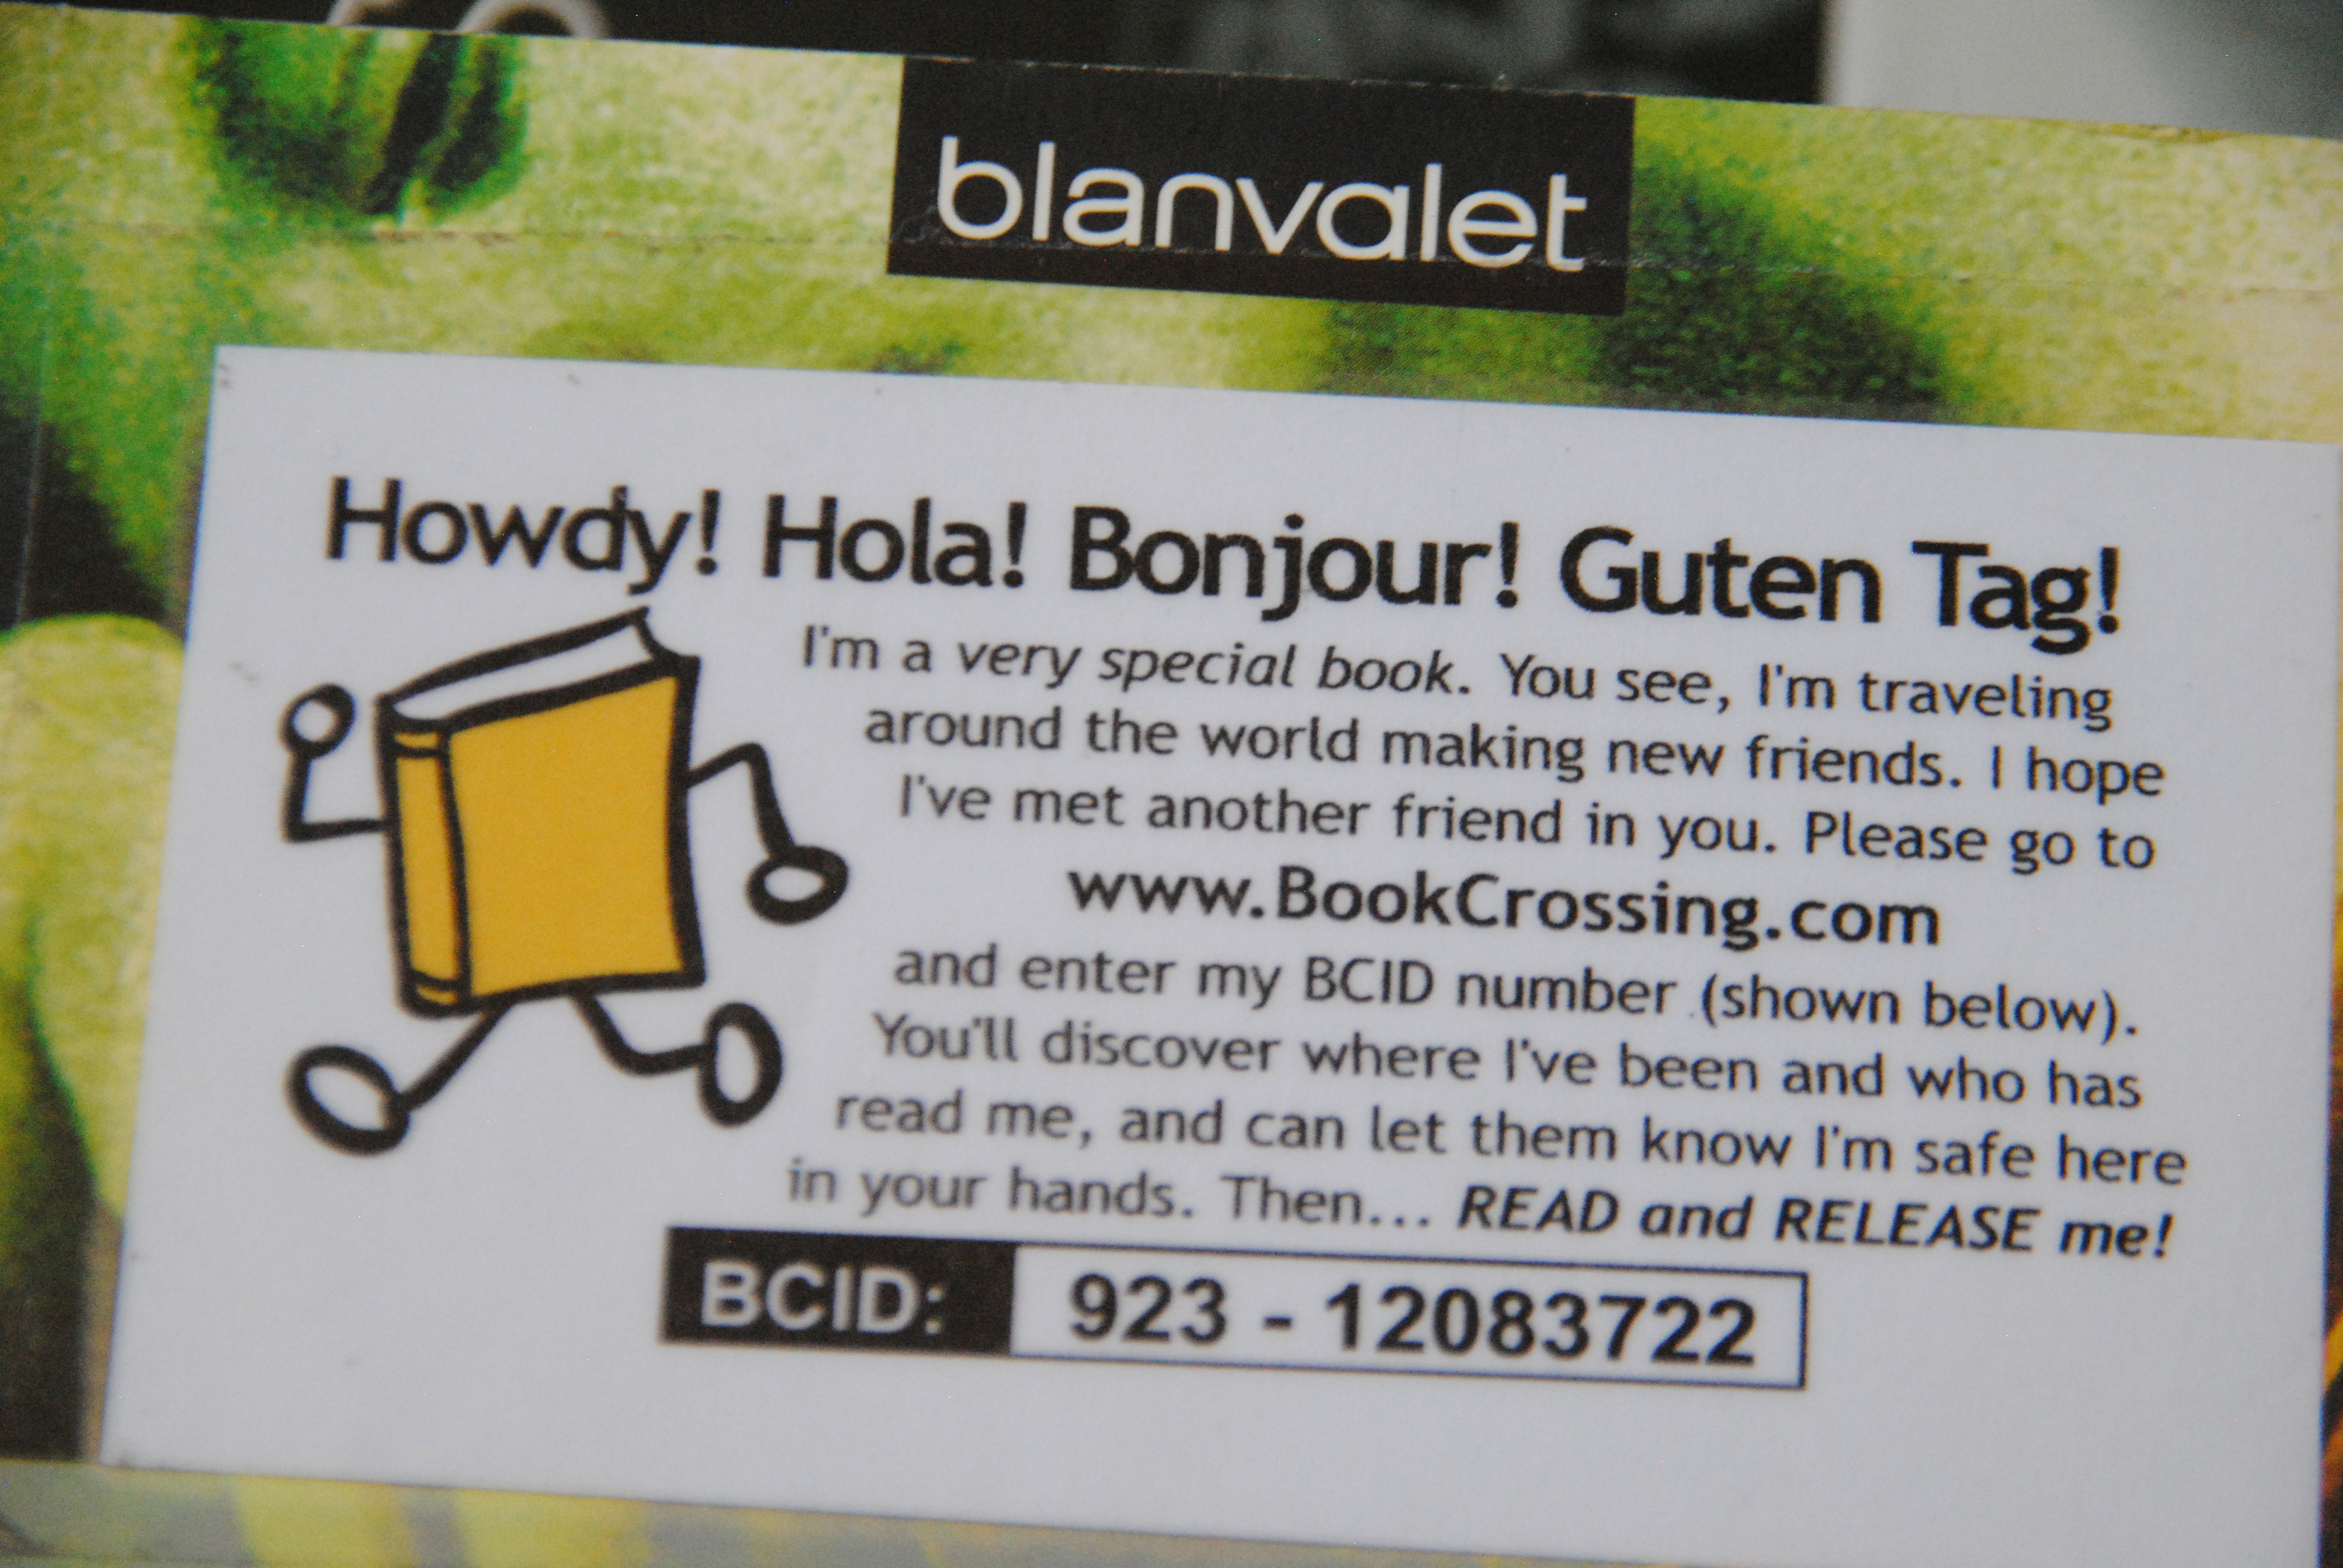 blanvalet
Howdy! Hola! Bonjour! Guten Tag!
I'm a very special book. You see, I'm traveling
around the world making new friends. I hope
I've met another friend in you. Please go to
www.BookCrossing.com
and enter my BCID number (shown below).
You'll discover where I've been and who has
read me, and can let them know I'm safe here
in your hands. Then... READ and RELEASE me!
BCID: 923 - 12083722